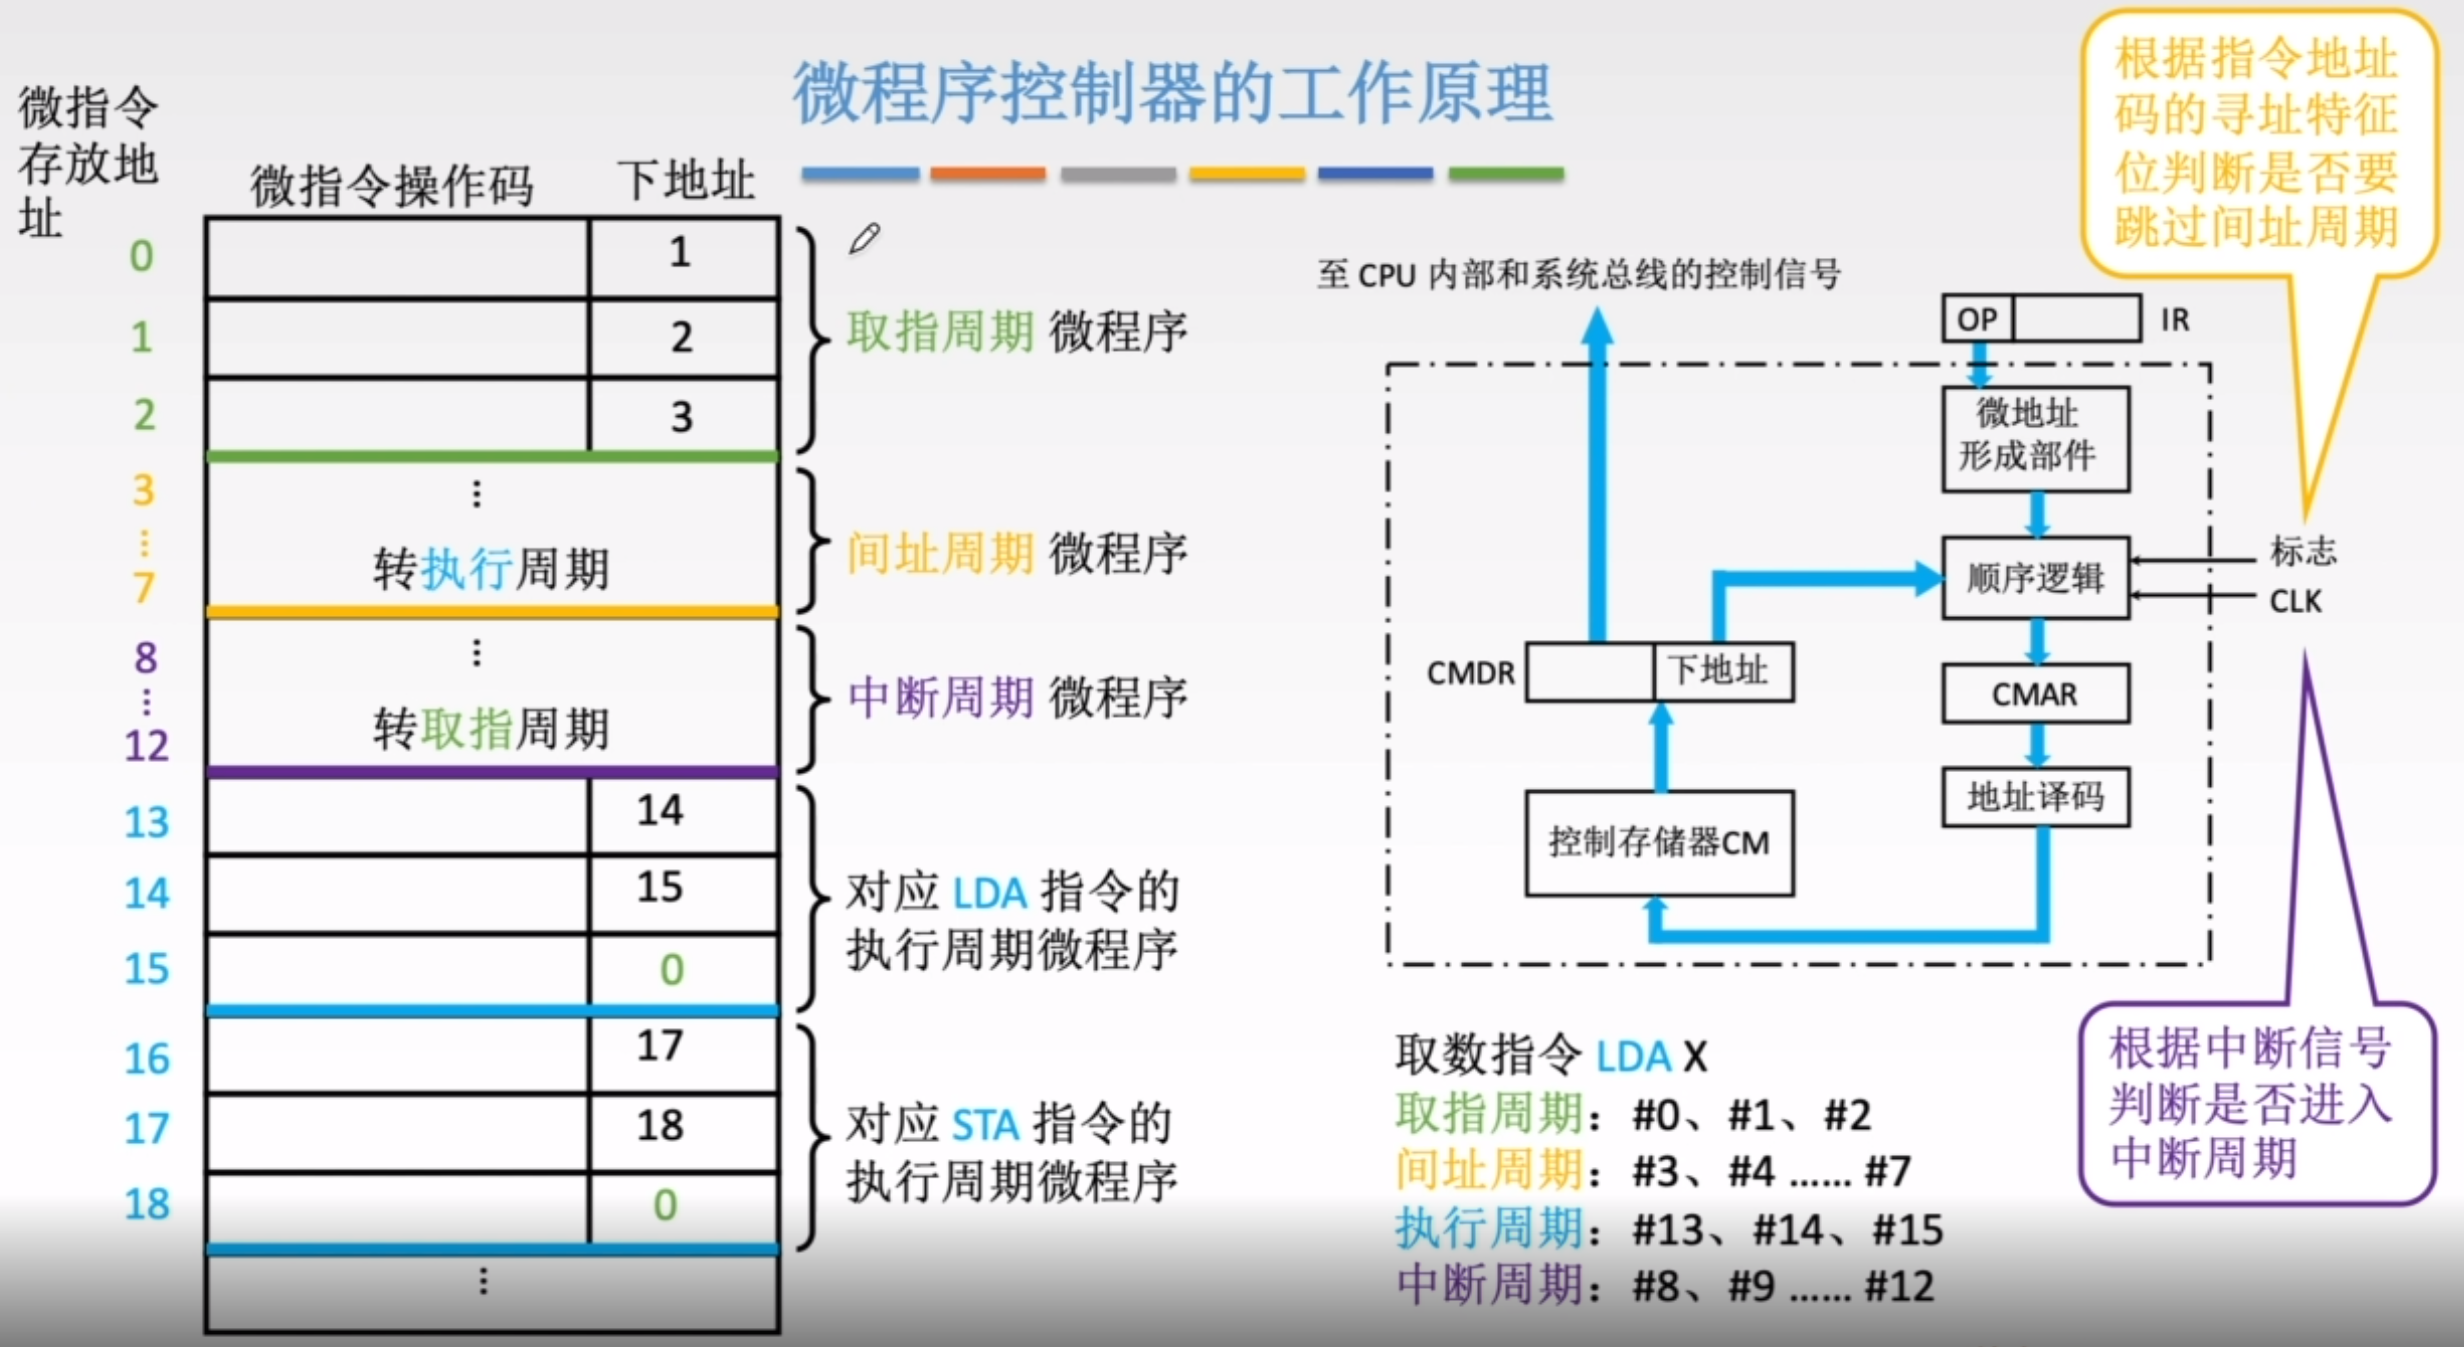 微程序控制器的工作原理
微指令
存放地
址
微指令操作码
下地址
0
1
1
2
2
3
取指周期 微程序
3
⋮
7
⋮
转执行周期
间址周期 微程序
8
⋮
12
⋮
转取指周期
中断周期 微程序
13
14
14
15
15
0
对应 LDA 指令的
执行周期微程序
16
17
17
18
18
0
对应 STA 指令的
执行周期微程序
⋮
至 CPU 内部和系统总线的控制信号
OP
IR
微地址
形成部件
顺序逻辑
标志
CLK
CMDR
下地址
CMAR
地址译码
控制存储器CM
根据指令地址
码的寻址特征
位判断是否要
跳过间址周期
根据中断信号
判断是否进入
中断周期
取数指令 LDA X
取指周期：#0、#1、#2
间址周期：#3、#4 …… #7
执行周期：#13、#14、#15
中断周期：#8、#9 …… #12